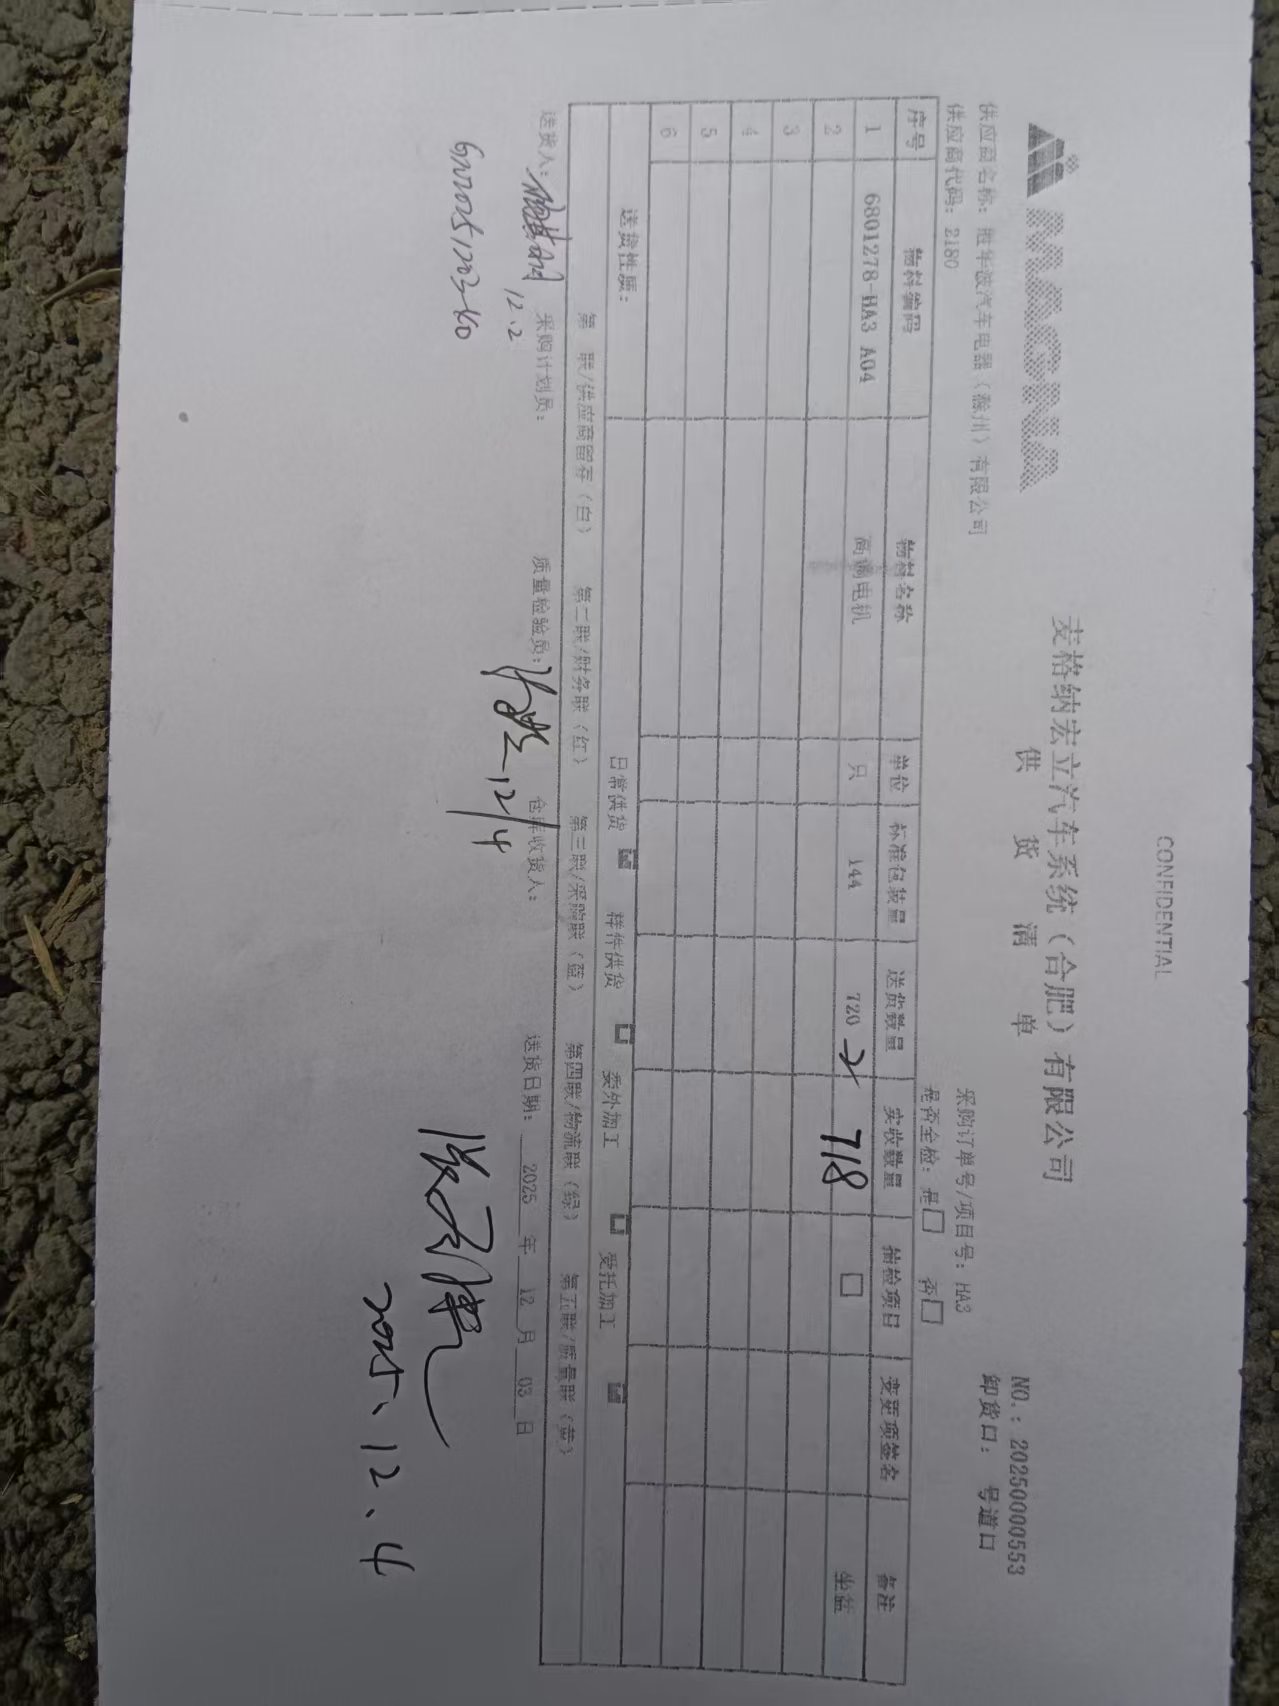 CONFIDENTIAL
MAGNA
麦格纳宏立汽车系统（合肥）有限公司
供 货 清 单
NO.：20250000553
供应商名称：胜华波汽车电器（滁州）有限公司
采购订单号/项目号：HA3
卸货口： 号道口
供应商代码：2180
是否全检：是□ 否□
序号 物料编码 物料名称 单位 标准包装量 送货数量 实收数量 抽检项目 变更项签名 备注
1 6801278-HA3 A04 高调电机 只 144 720 718 □ 坐盆
2
3
4
5
6
送货性质： 日常供货 样件供货 □ 委外加工 □ 受托加工
第 联/供应商留存（白） 第二联/财务联（红） 第三联/采购联（蓝） 第四联/物流联（绿） 第五联/质量联（黄）
送货人： 12.2 采购计划员： 质量检验员： 12/4 仓库收货人： 送货日期： 2025 年 12 月 03 日
2025、12、4